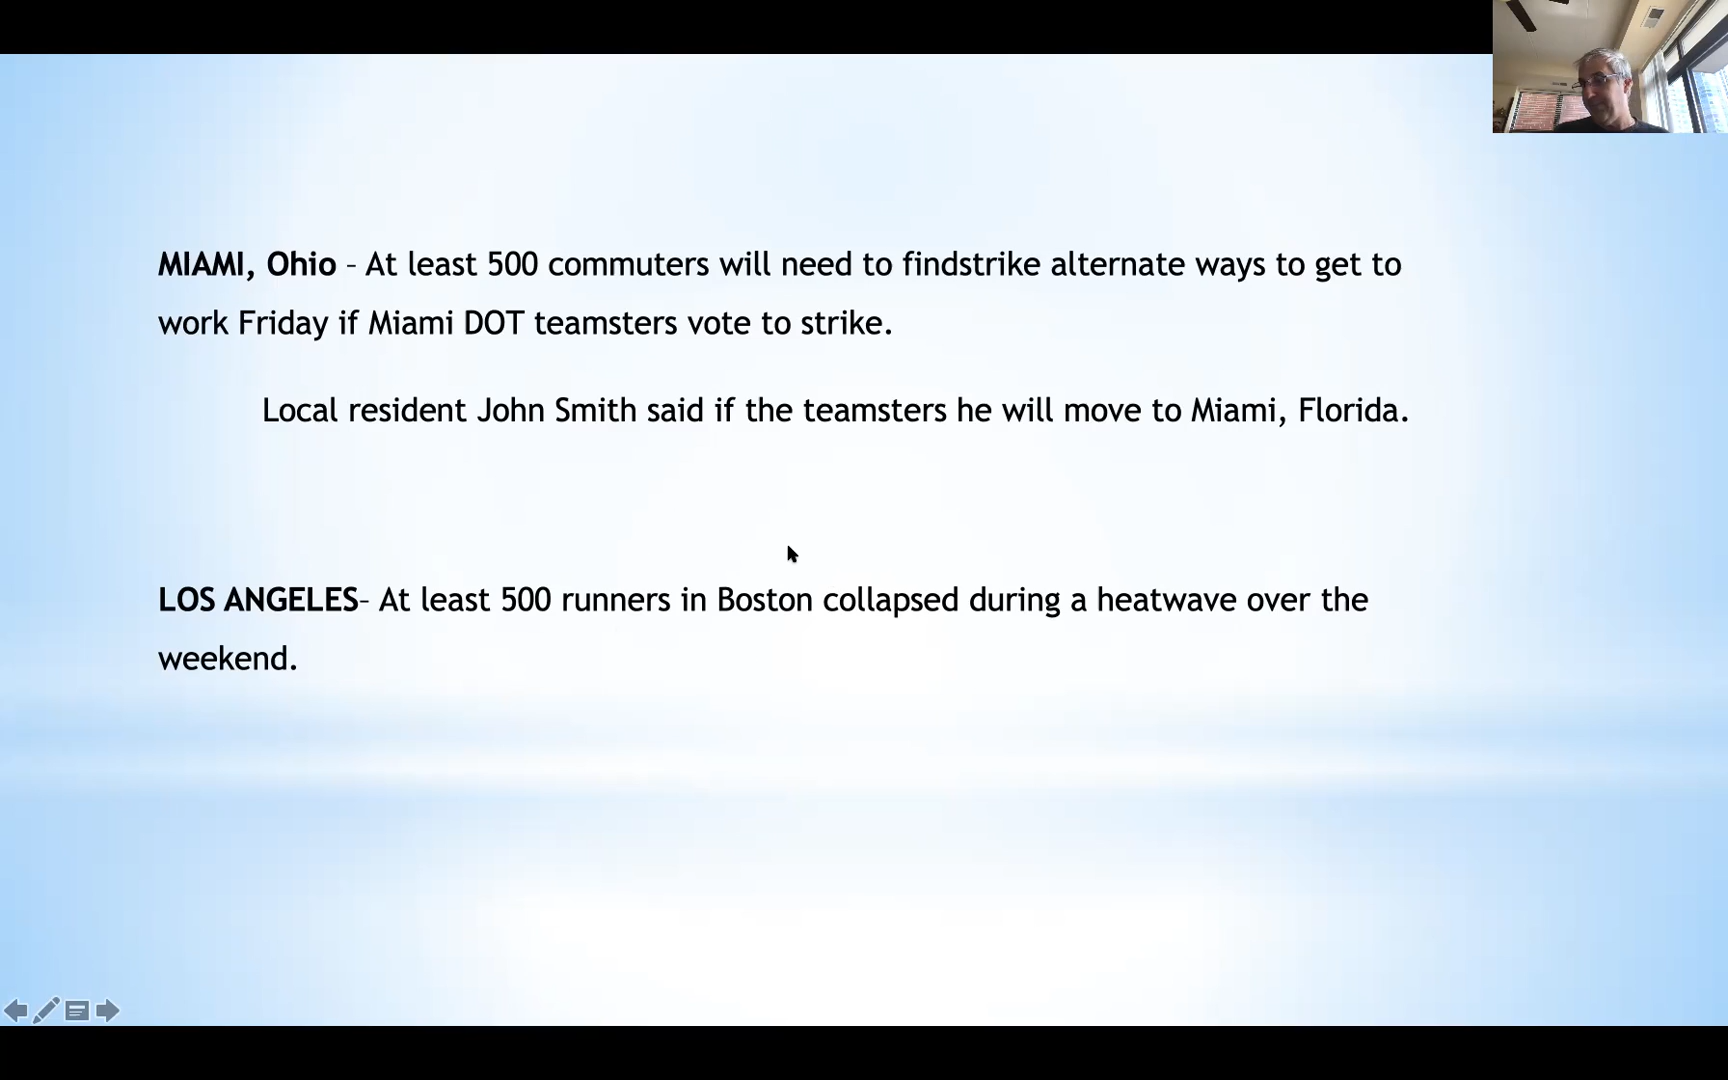 MIAMI, Ohio – At least 500 commuters will need to findstrike alternate ways to get to
work Friday if Miami DOT teamsters vote to strike.
Local resident John Smith said if the teamsters he will move to Miami, Florida.
LOS ANGELES– At least 500 runners in Boston collapsed during a heatwave over the
weekend.